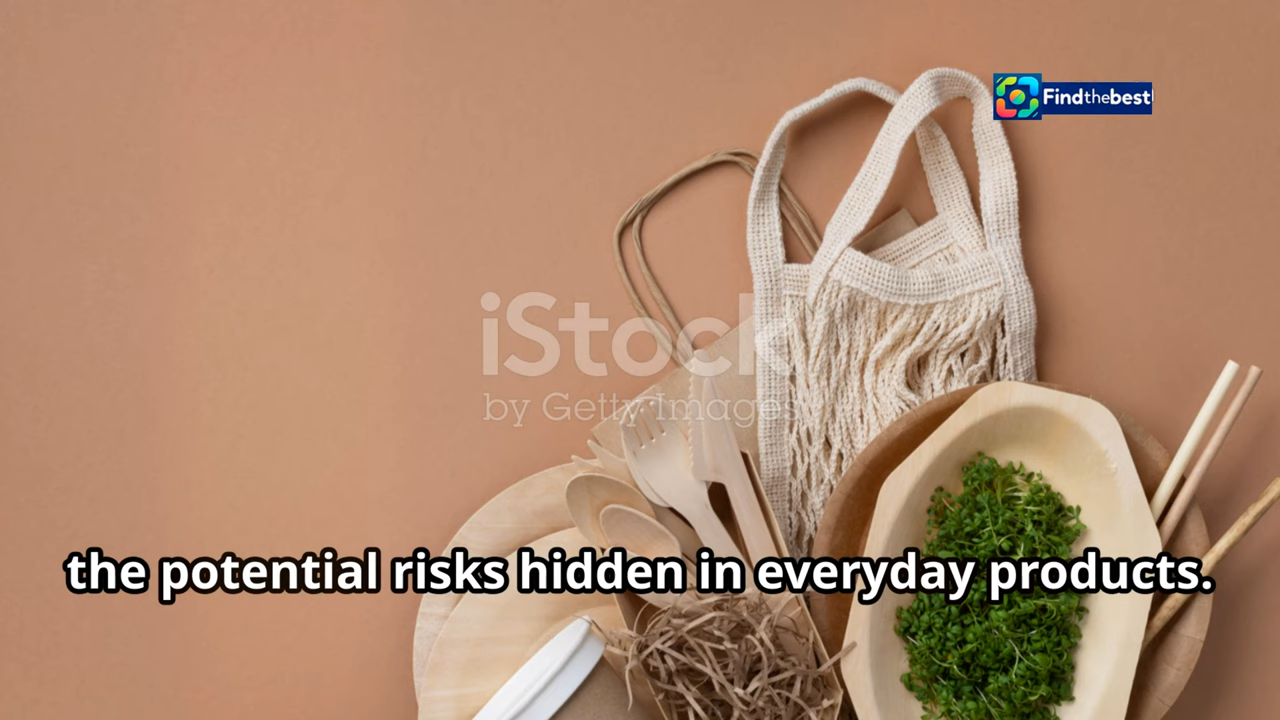 Findthebest!
iStock
by Getty Images
the potential risks hidden in everyday products.